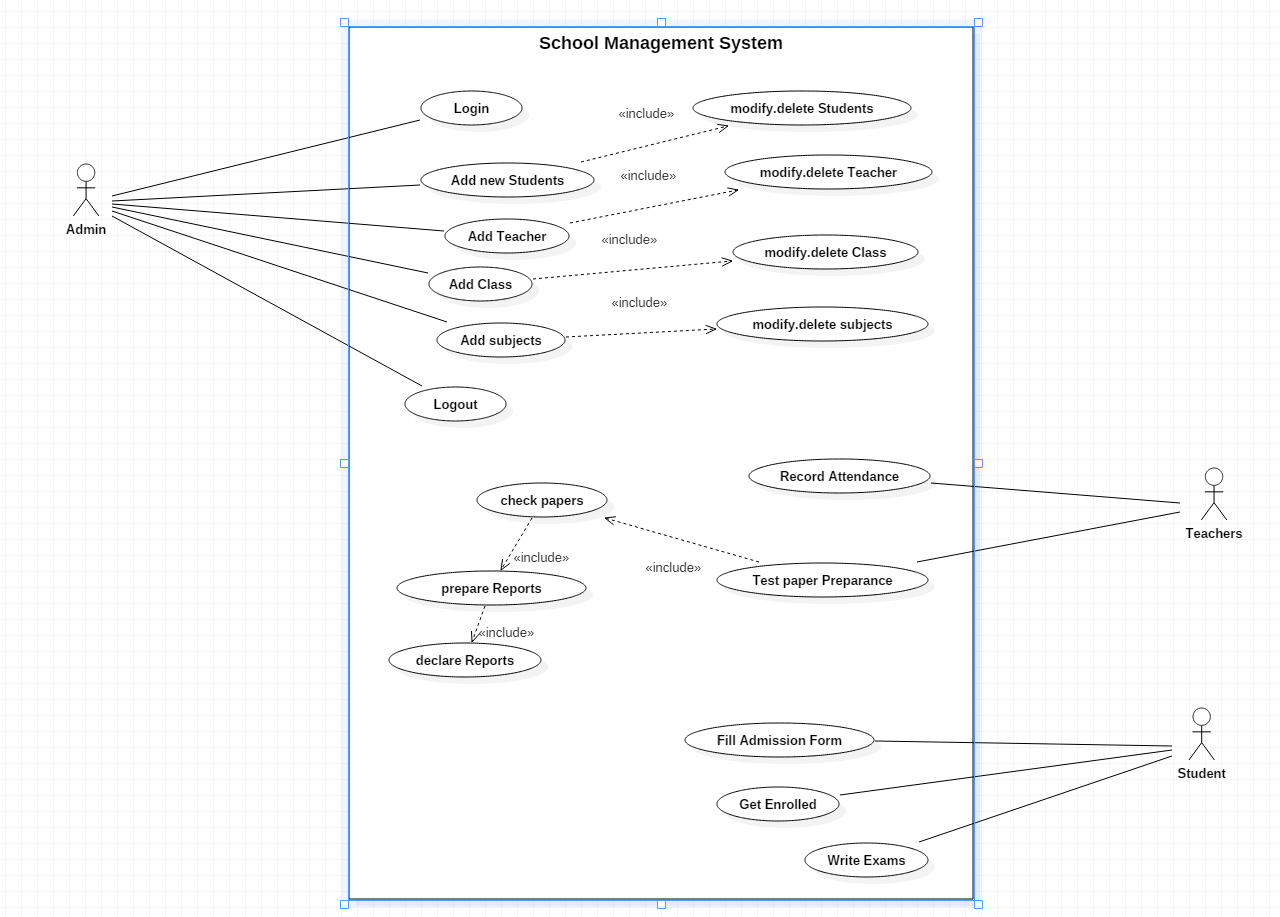 School Management System
Login
«include»
modify.delete Students
Add new Students
«include»
modify.delete Teacher
Admin
Add Teacher
«include»
modify.delete Class
Add Class
«include»
modify.delete subjects
Add subjects
Logout
Record Attendance
check papers
Teachers
«include»
«include»
Test paper Preparance
prepare Reports
«include»
declare Reports
Fill Admission Form
Student
Get Enrolled
Write Exams